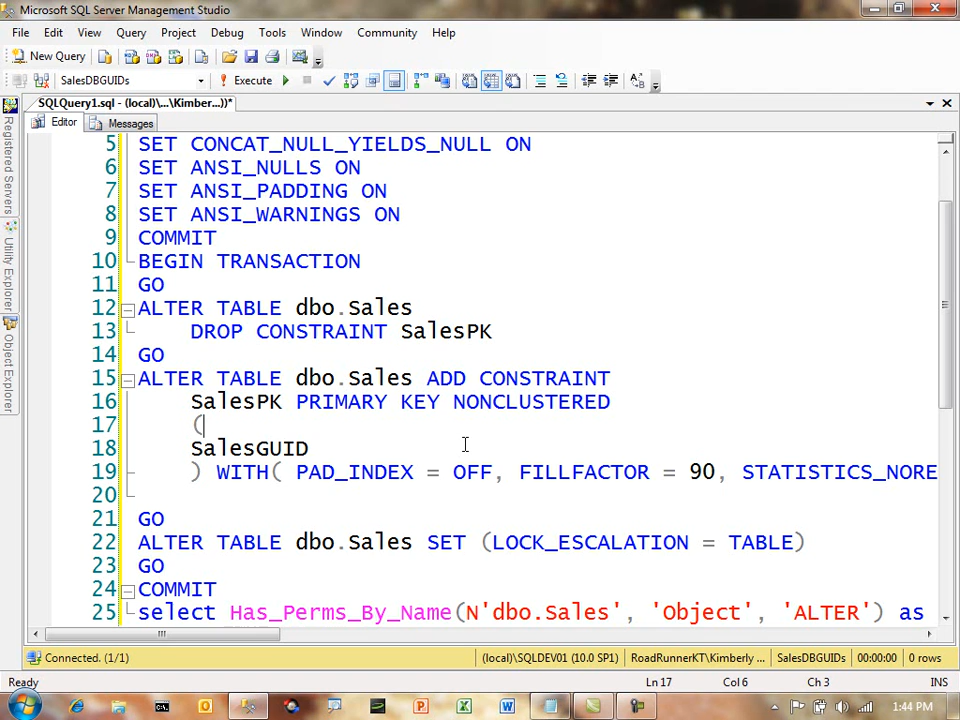 Microsoft SQL Server Management Studio
File Edit View Query Project Debug Tools Window Community Help
New Query
SalesDBGUIDs Execute
SQLQuery1.sql - (local)\...\Kimber...))*
Editor Messages
Registered Servers
Utility Explorer
Object Explorer
5 SET CONCAT_NULL_YIELDS_NULL ON
6 SET ANSI_NULLS ON
7 SET ANSI_PADDING ON
8 SET ANSI_WARNINGS ON
9 COMMIT
10 BEGIN TRANSACTION
11 GO
12 ALTER TABLE dbo.Sales
13 DROP CONSTRAINT SalesPK
14 GO
15 ALTER TABLE dbo.Sales ADD CONSTRAINT
16 SalesPK PRIMARY KEY NONCLUSTERED
17 (
18 SalesGUID
19 ) WITH( PAD_INDEX = OFF, FILLFACTOR = 90, STATISTICS_NORE
20
21 GO
22 ALTER TABLE dbo.Sales SET (LOCK_ESCALATION = TABLE)
23 GO
24 COMMIT
25 select Has_Perms_By_Name(N'dbo.Sales', 'Object', 'ALTER') as
Connected. (1/1) (local)\SQLDEV01 (10.0 SP1) RoadRunnerKT\Kimberly ... SalesDBGUIDs 00:00:00 0 rows
Ready Ln 17 Col 6 Ch 3 INS
1:44 PM